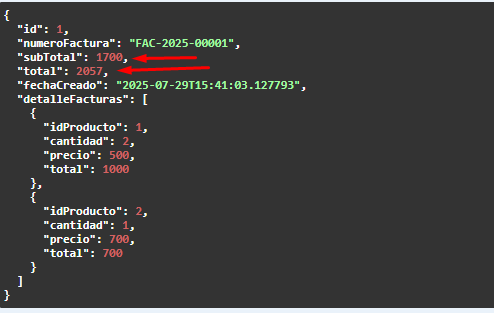 {
  "id": 1,
  "numeroFactura": "FAC-2025-00001",
  "subTotal": 1700,
  "total": 2057,
  "fechaCreado": "2025-07-29T15:41:03.127793",
  "detalleFacturas": [
    {
      "idProducto": 1,
      "cantidad": 2,
      "precio": 500,
      "total": 1000
    },
    {
      "idProducto": 2,
      "cantidad": 1,
      "precio": 700,
      "total": 700
    }
  ]
}